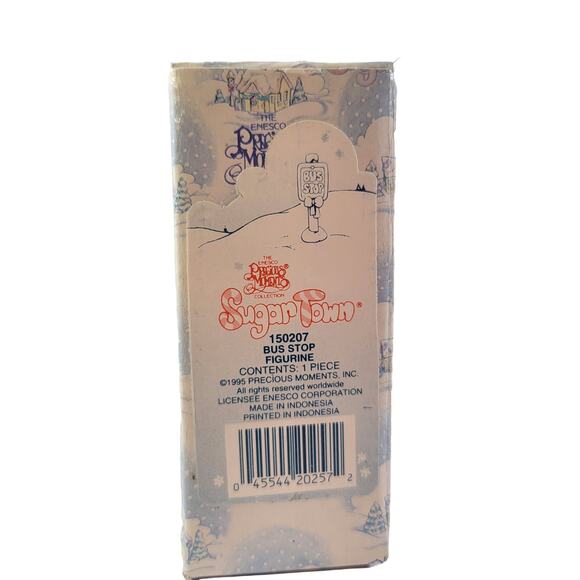 THE
ENESCO
PRECIOUS
MOMENTS
BUS
STOP
THE
ENESCO
PRECIOUS
MOMENTS®
COLLECTION
Sugar Town®
150207
BUS STOP
FIGURINE
CONTENTS: 1 PIECE
©1995 PRECIOUS MOMENTS, INC.
All rights reserved worldwide
LICENSEE ENESCO CORPORATION
MADE IN INDONESIA
PRINTED IN INDONESIA
0 45544 20257 2